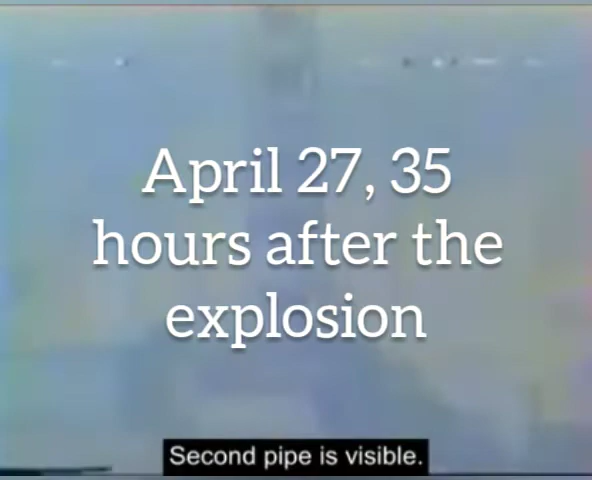 April 27, 35
hours after the
explosion
Second pipe is visible.